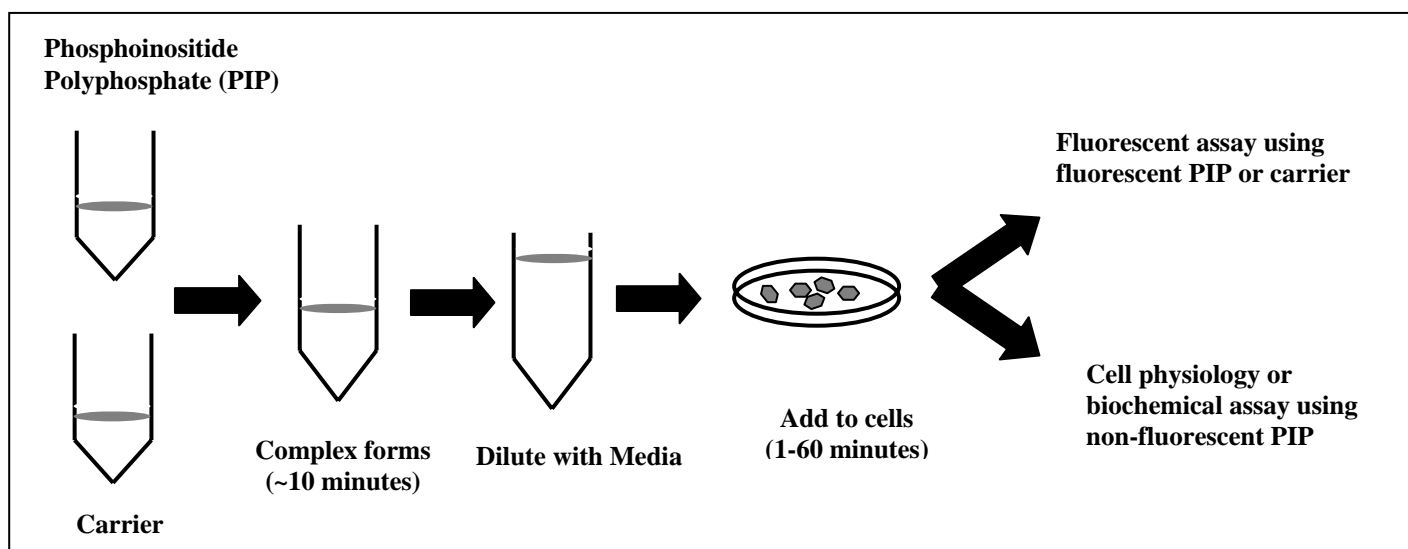 Phosphoinositide
Polyphosphate (PIP)
Carrier
Complex forms
(~10 minutes)
Dilute with Media
Add to cells
(1-60 minutes)
Fluorescent assay using
fluorescent PIP or carrier
Cell physiology or
biochemical assay using
non-fluorescent PIP